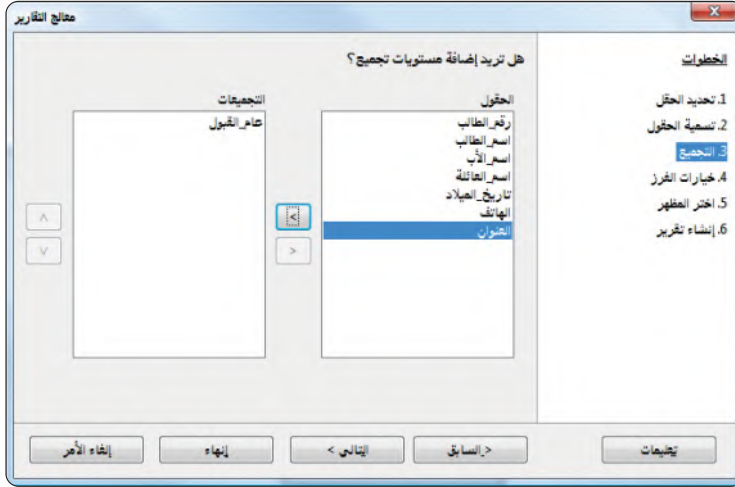 معالج التقارير
X
الخطوات
1. تحديد الحقل
2. تسمية الحقول
3. التجميع
4. خيارات الفرز
5. اختر المظهر
6. إنشاء تقرير
هل تريد إضافة مستويات تجميع؟
الحقول
رقم_الطالب
اسم_الطالب
اسم_الأب
اسم_العائلة
تاريخ_الميلاد
الهاتف
العنوان
>
<
التجميعات
عام_القبول
∧
∨
تعليمات
< السابق
التالي >
إنهاء
إلغاء الأمر